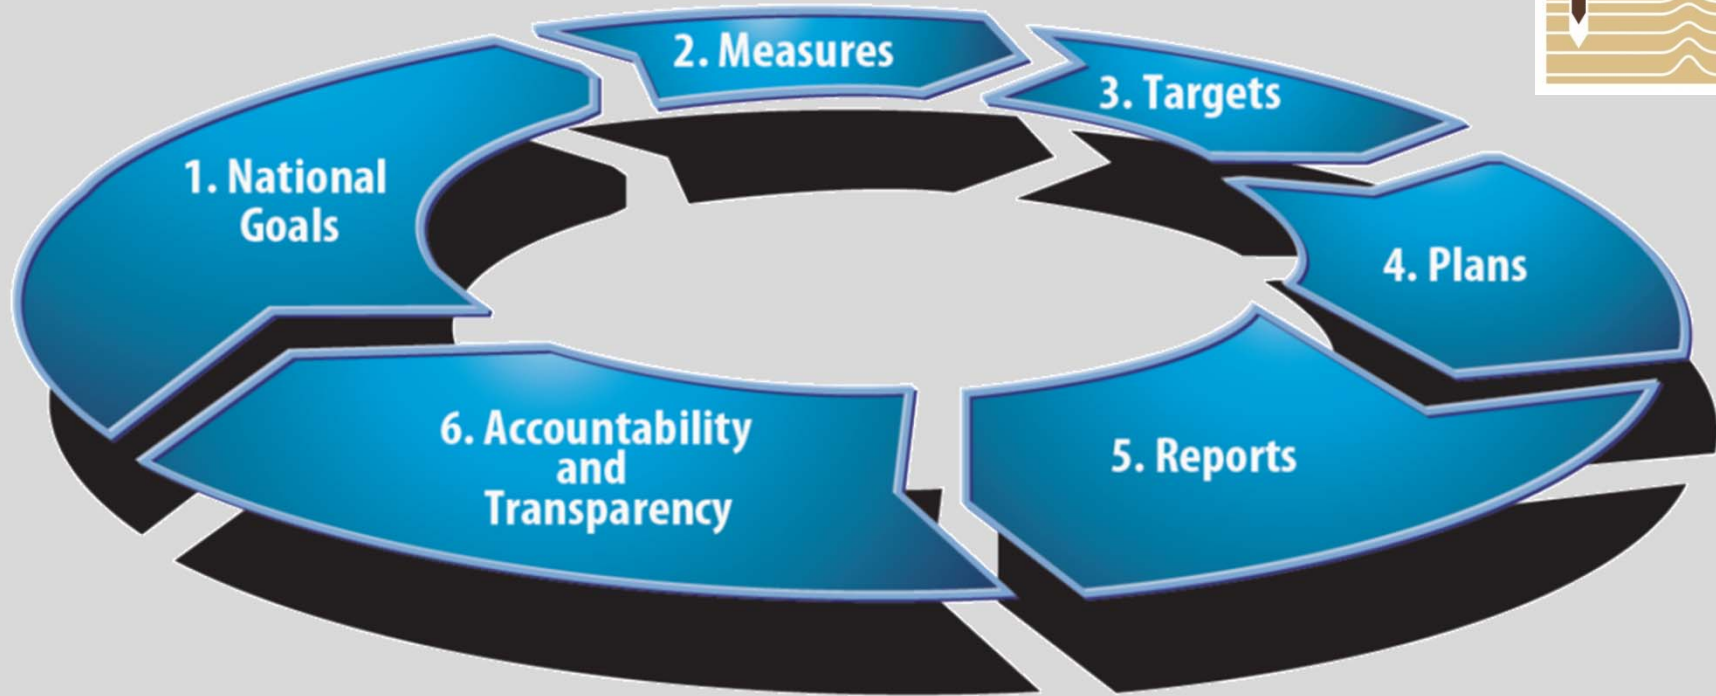 1. National
Goals
2. Measures
3. Targets
4. Plans
5. Reports
6. Accountability
and
Transparency